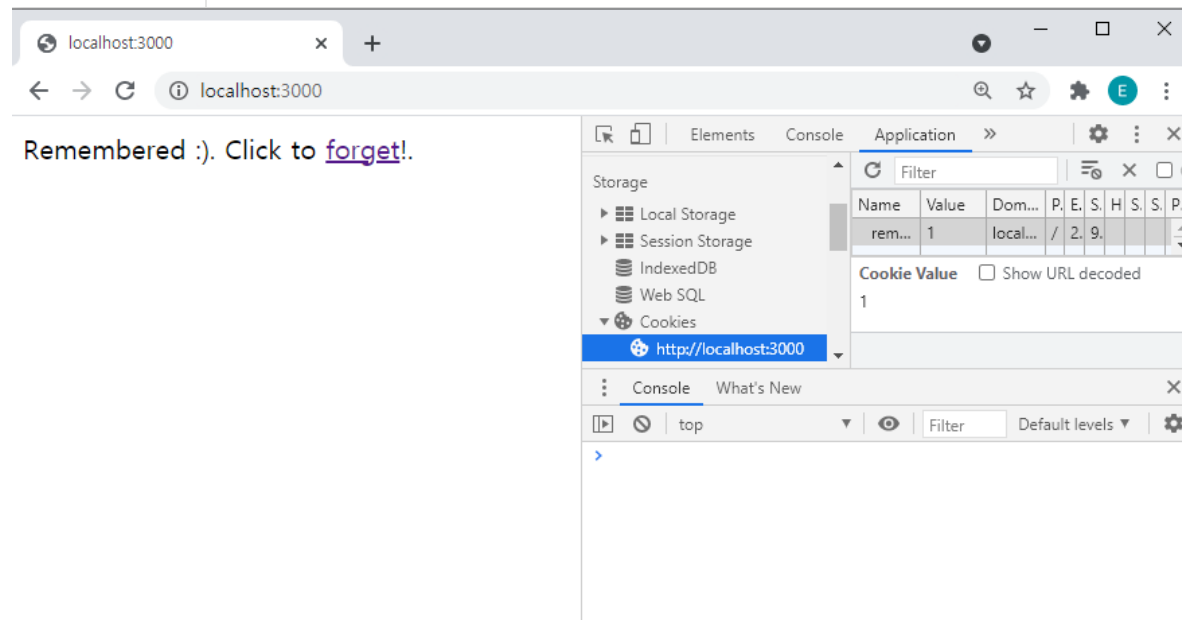 localhost:3000
localhost:3000
E
Remembered :). Click to forget!.
Elements Console Application »
Storage
Local Storage
Session Storage
IndexedDB
Web SQL
Cookies
http://localhost:3000
Filter
Name Value Dom... P. E. S. H S. S. P.
rem... 1 local... / 2. 9.
Cookie Value Show URL decoded
1
Console What's New
top Filter Default levels